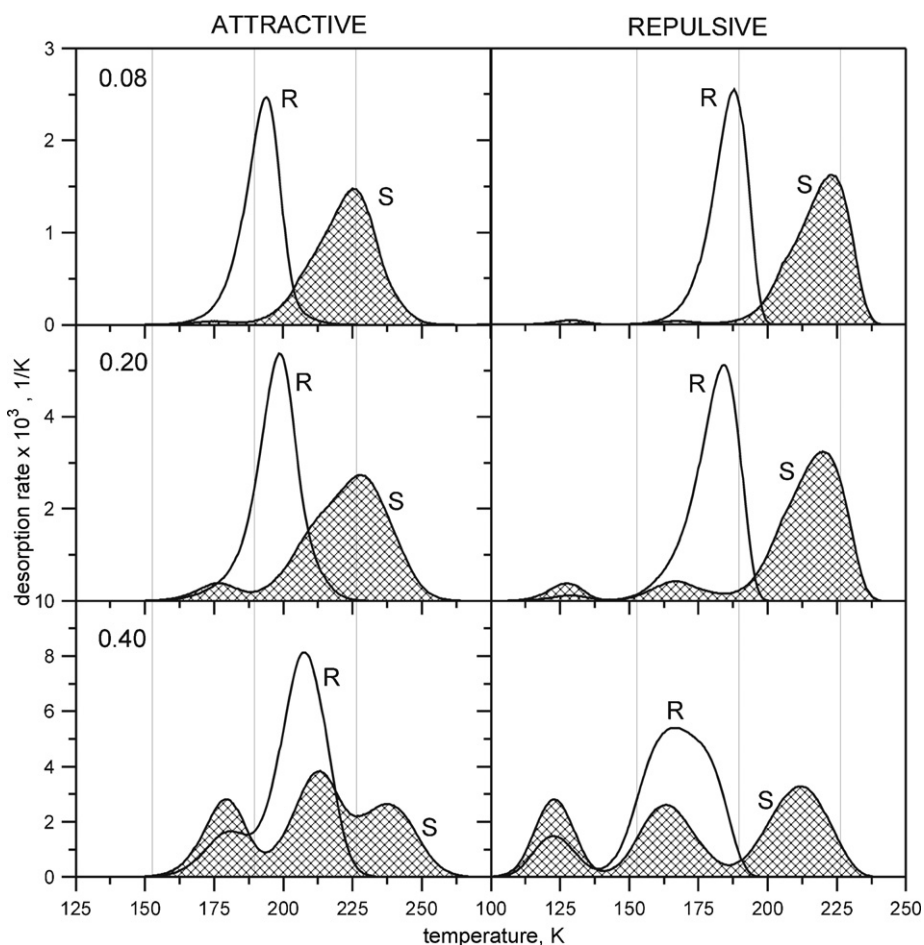 ATTRACTIVE REPULSIVE
3
0.08 R R
2
S S
1
0
0.20 R R
4
S S
2
10
0.40
8 R R
6
4
S S
2
0
125 150 175 200 225 250 100 125 150 175 200 225 250
temperature, K
desorption rate x 10³ , 1/K